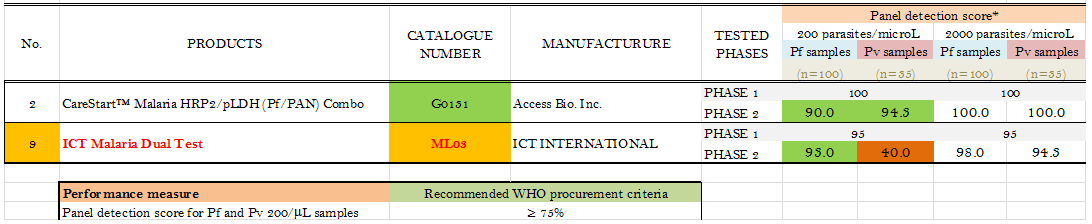 Panel detection score*
No. PRODUCTS CATALOGUE NUMBER MANUFACTURURE TESTED PHASES
200 parasites/microL 2000 parasites/microL
Pf samples Pv samples Pf samples Pv samples
(n=100) (n=35) (n=100) (n=35)
PHASE 1 100 100
2 CareStart™ Malaria HRP2/pLDH (Pf/PAN) Combo G0131 Access Bio. Inc.
PHASE 2 90.0 94.3 100.0 100.0
PHASE 1 95 95
9 ICT Malaria Dual Test ML03 ICT INTERNATIONAL
PHASE 2 93.0 40.0 98.0 94.3
Performance measure Recommended WHO procurement criteria
Panel detection score for Pf and Pv 200/µL samples ≥ 75%